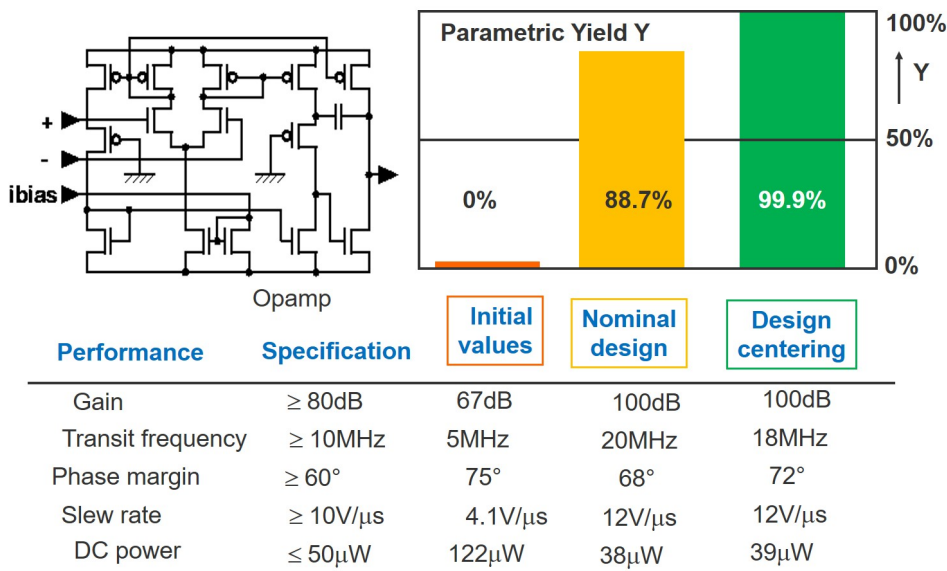 Parametric Yield Y
100%
Y
50%
0%
0%
88.7%
99.9%
+
-
ibias
Opamp
Performance Specification Initial values Nominal design Design centering
Gain ≥ 80dB 67dB 100dB 100dB
Transit frequency ≥ 10MHz 5MHz 20MHz 18MHz
Phase margin ≥ 60° 75° 68° 72°
Slew rate ≥ 10V/μs 4.1V/μs 12V/μs 12V/μs
DC power ≤ 50μW 122μW 38μW 39μW